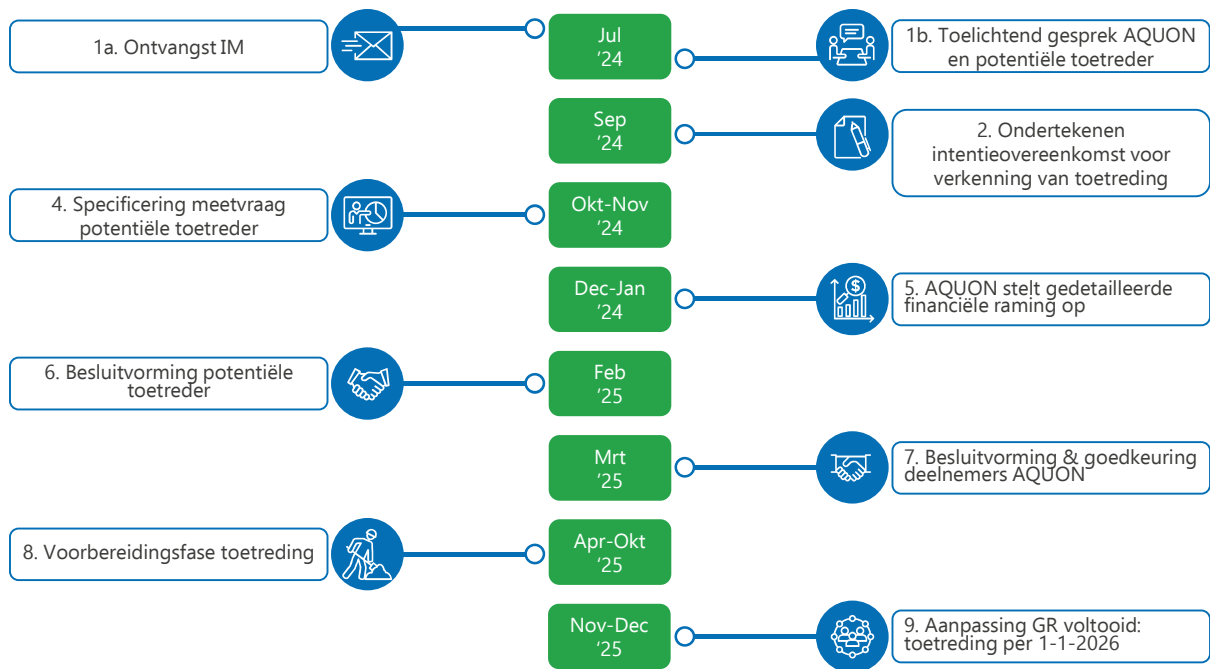 1a. Ontvangst IM
Jul
‘24
1b. Toelichtend gesprek AQUON
en potentiële toetreder
Sep
‘24
2. Ondertekenen
intentieovereenkomst voor
verkenning van toetreding
4. Specificering meetvraag
potentiële toetreder
Okt-Nov
‘24
Dec-Jan
‘24
5. AQUON stelt gedetailleerde
financiële raming op
6. Besluitvorming potentiële
toetreder
Feb
‘25
Mrt
‘25
7. Besluitvorming & goedkeuring
deelnemers AQUON
8. Voorbereidingsfase toetreding
Apr-Okt
‘25
Nov-Dec
‘25
9. Aanpassing GR voltooid:
toetreding per 1-1-2026